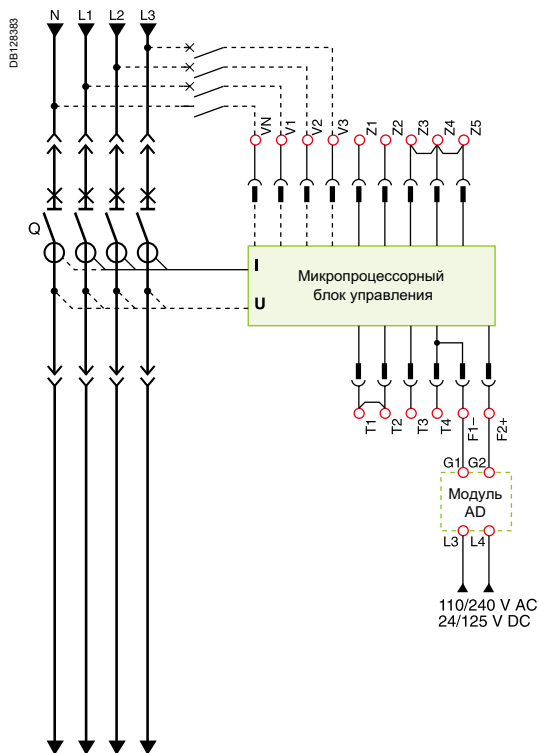 DB128383
N L1 L2 L3
VN V1 V2 V3 Z1 Z2 Z3 Z4 Z5
Q
I
Микропроцессорный
блок управления
U
T1 T2 T3 T4 F1− F2+
G1 G2
Модуль
AD
L3 L4
110/240 V AC
24/125 V DC